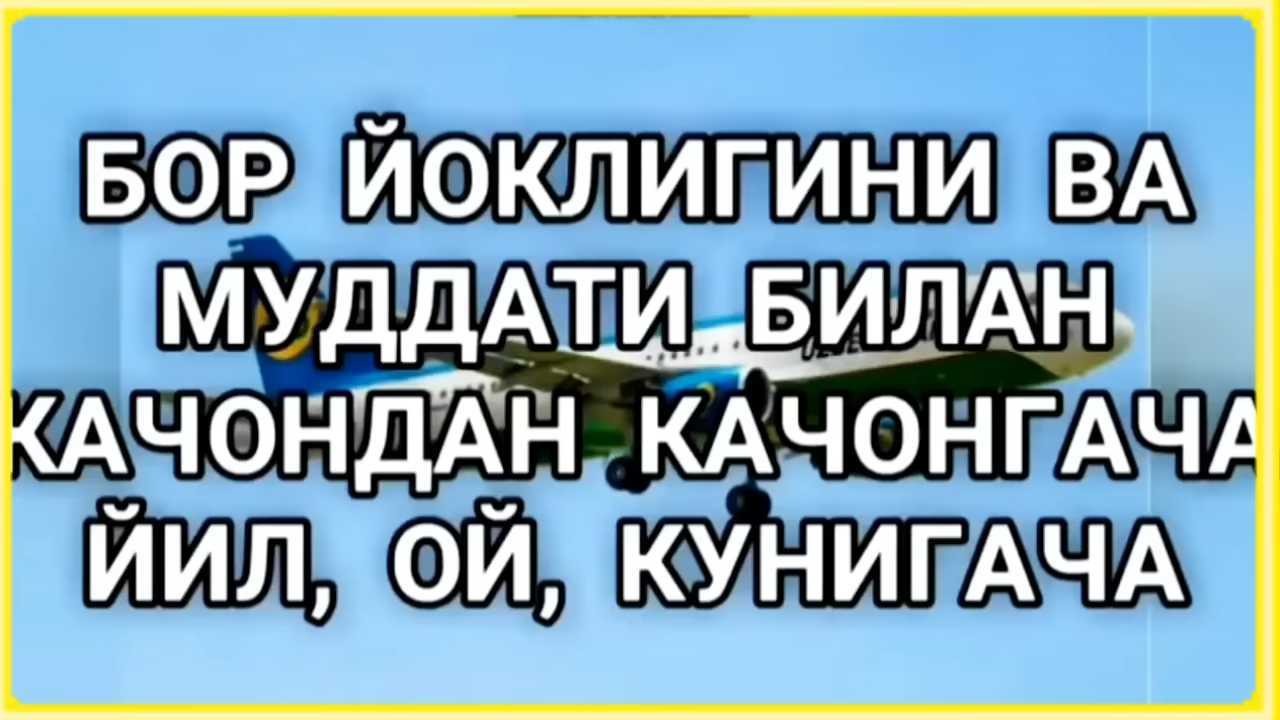 БОР ЙОКЛИГИНИ ВА
МУДДАТИ БИЛАН
КАЧОНДАН КАЧОНГАЧА
ЙИЛ, ОЙ, КУНИГАЧА